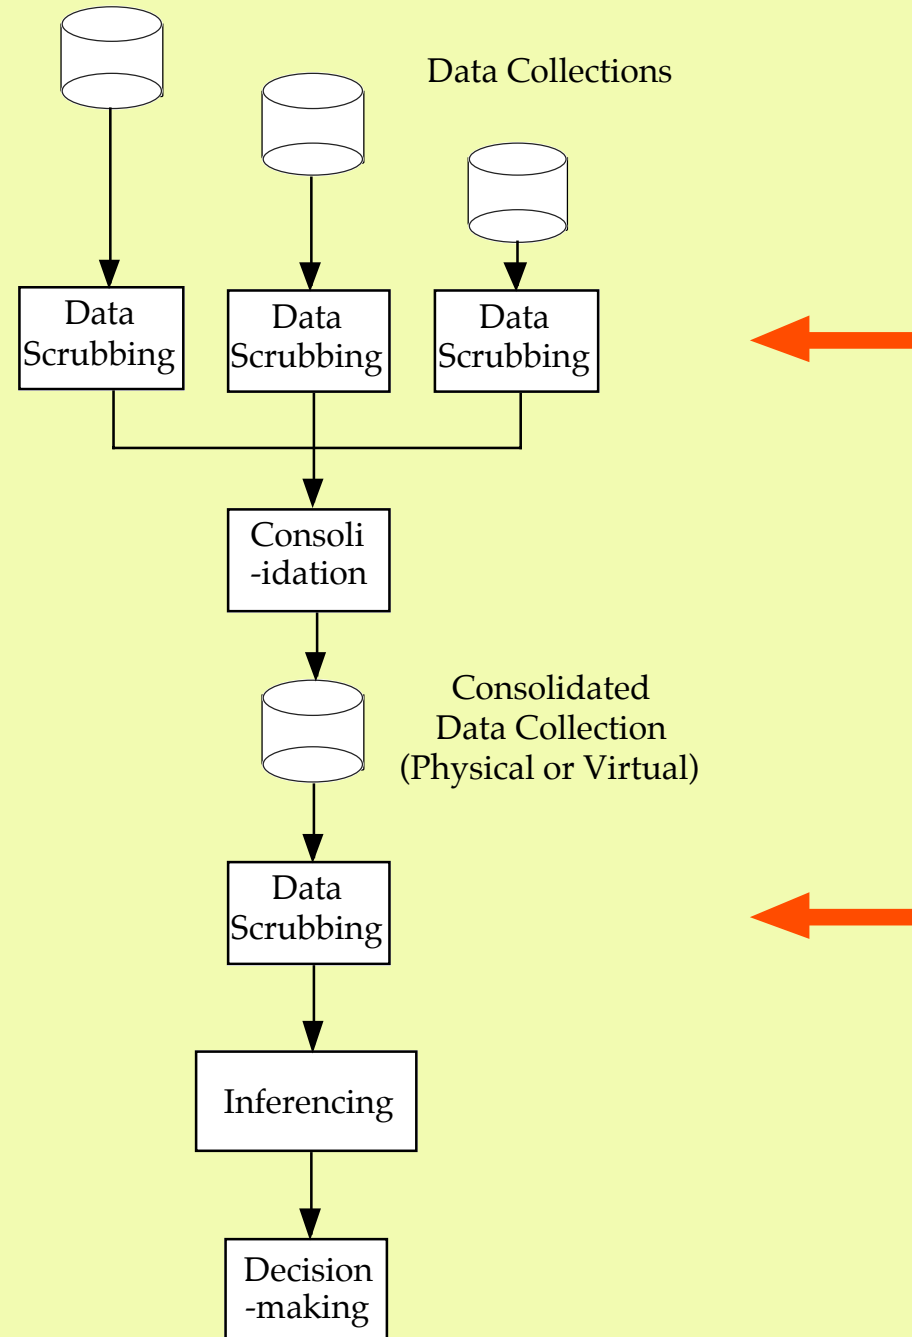 Data Collections
Data
Scrubbing
Data
Scrubbing
Data
Scrubbing
Consoli
-idation
Consolidated
Data Collection
(Physical or Virtual)
Data
Scrubbing
Inferencing
Decision
-making